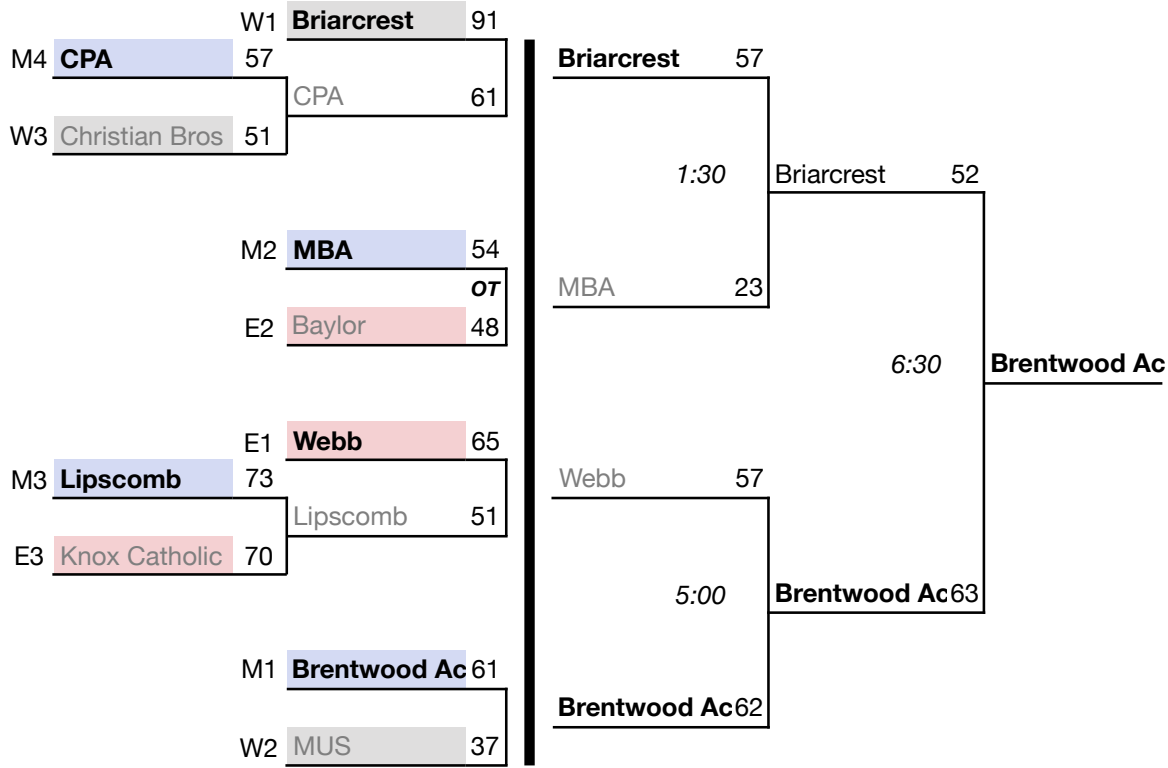 W1 Briarcrest 91
M4 CPA 57
CPA 61
W3 Christian Bros 51
M2 MBA 54
OT
E2 Baylor 48
E1 Webb 65
M3 Lipscomb 73
Lipscomb 51
E3 Knox Catholic 70
M1 Brentwood Ac 61
W2 MUS 37
Briarcrest 57
1:30
MBA 23
Briarcrest 52
6:30
Brentwood Ac
Webb 57
5:00
Brentwood Ac 63
Brentwood Ac 62